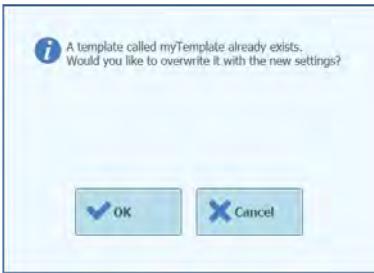 A template called myTemplate already exists.
Would you like to overwrite it with the new settings?
OK
Cancel